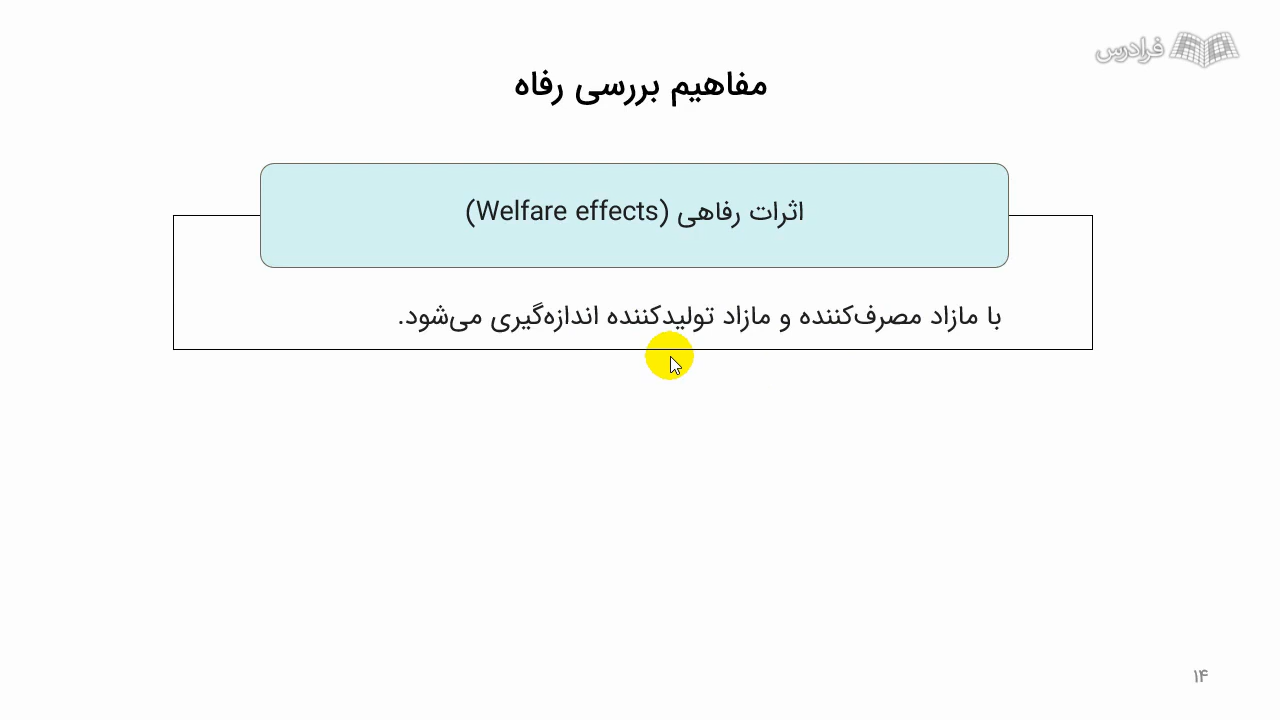 فرادرس
مفاهیم بررسی رفاه
اثرات رفاهی (Welfare effects)
با مازاد مصرف‌کننده و مازاد تولیدکننده اندازه‌گیری می‌شود.
۱۴